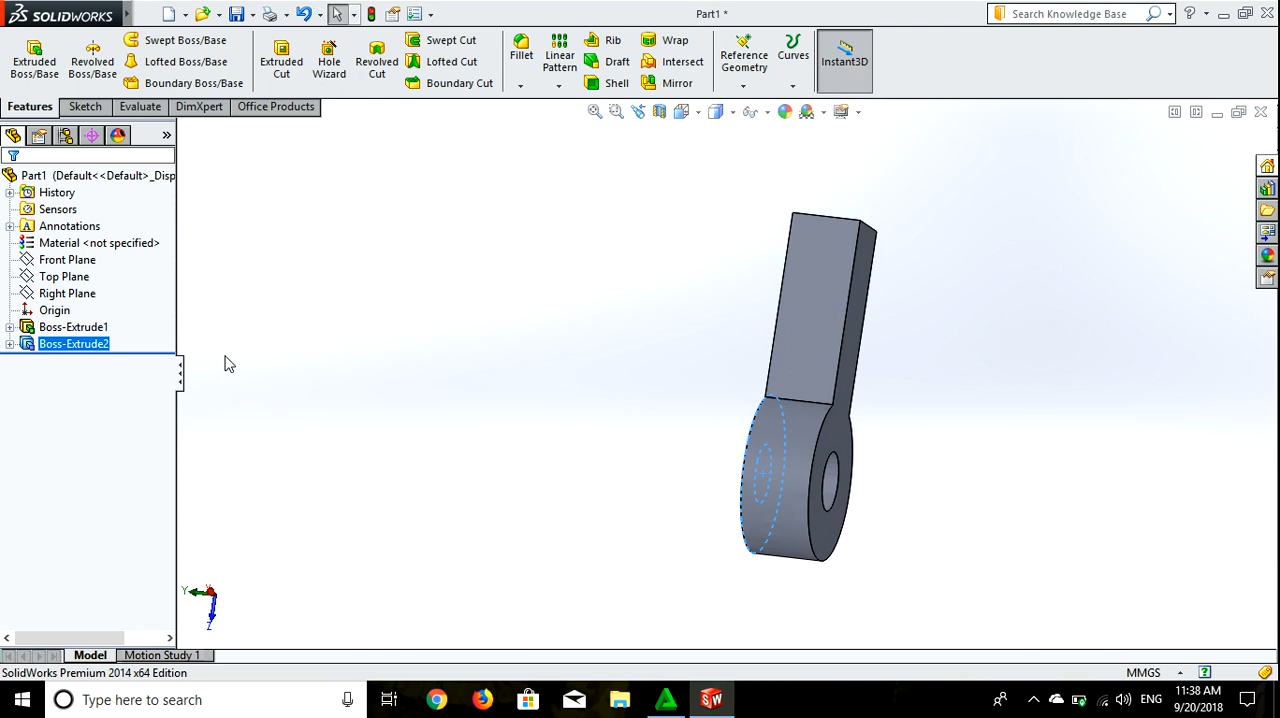 SOLIDWORKS
Part1 *
Search Knowledge Base
Extruded Boss/Base
Revolved Boss/Base
Swept Boss/Base
Lofted Boss/Base
Boundary Boss/Base
Extruded Cut
Hole Wizard
Revolved Cut
Swept Cut
Lofted Cut
Boundary Cut
Fillet
Linear Pattern
Rib
Draft
Shell
Wrap
Intersect
Mirror
Reference Geometry
Curves
Instant3D
Features
Sketch
Evaluate
DimXpert
Office Products
Part1 (Default<<Default>_Disp
History
Sensors
A Annotations
Material <not specified>
Front Plane
Top Plane
Right Plane
Origin
Boss-Extrude1
Boss-Extrude2
Y
Z
Model
Motion Study 1
SolidWorks Premium 2014 x64 Edition
MMGS
Type here to search
SW
ENG
11:38 AM
9/20/2018